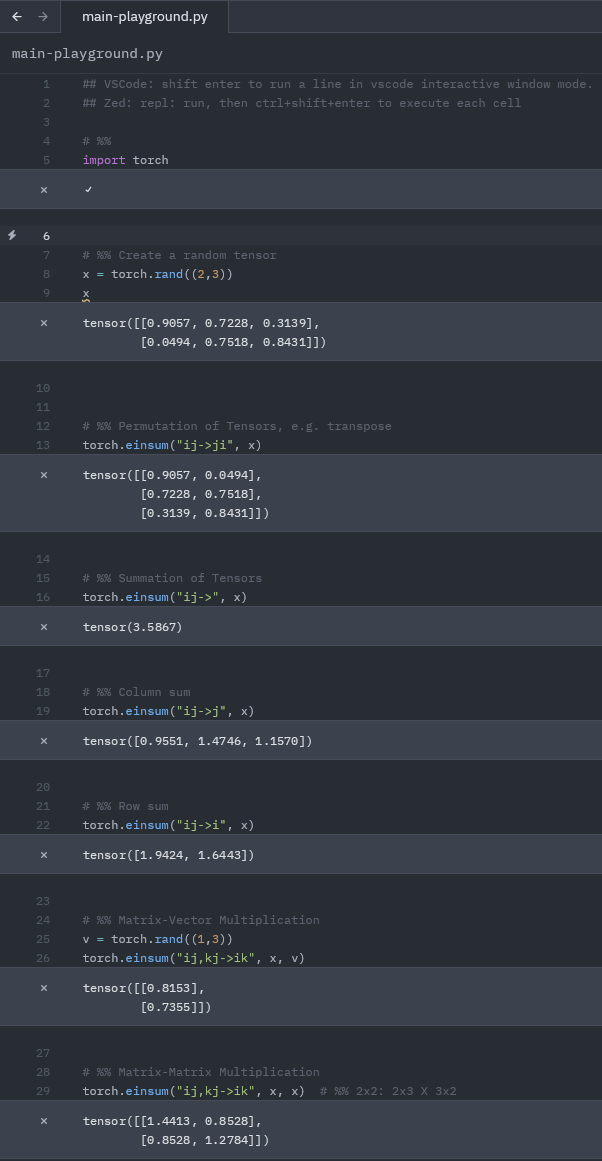 main-playground.py
main-playground.py
1 ## VSCode: shift enter to run a line in vscode interactive window mode.
2 ## Zed: repl: run, then ctrl+shift+enter to execute each cell
3
4 # %%
5 import torch
× ✓
6
7 # %% Create a random tensor
8 x = torch.rand((2,3))
9 x
× tensor([[0.9057, 0.7228, 0.3139],
        [0.0494, 0.7518, 0.8431]])
10
11
12 # %% Permutation of Tensors, e.g. transpose
13 torch.einsum("ij->ji", x)
× tensor([[0.9057, 0.0494],
        [0.7228, 0.7518],
        [0.3139, 0.8431]])
14
15 # %% Summation of Tensors
16 torch.einsum("ij->", x)
× tensor(3.5867)
17
18 # %% Column sum
19 torch.einsum("ij->j", x)
× tensor([0.9551, 1.4746, 1.1570])
20
21 # %% Row sum
22 torch.einsum("ij->i", x)
× tensor([1.9424, 1.6443])
23
24 # %% Matrix-Vector Multiplication
25 v = torch.rand((1,3))
26 torch.einsum("ij,kj->ik", x, v)
× tensor([[0.8153],
        [0.7355]])
27
28 # %% Matrix-Matrix Multiplication
29 torch.einsum("ij,kj->ik", x, x)  # %% 2x2: 2x3 X 3x2
× tensor([[1.4413, 0.8528],
        [0.8528, 1.2784]])